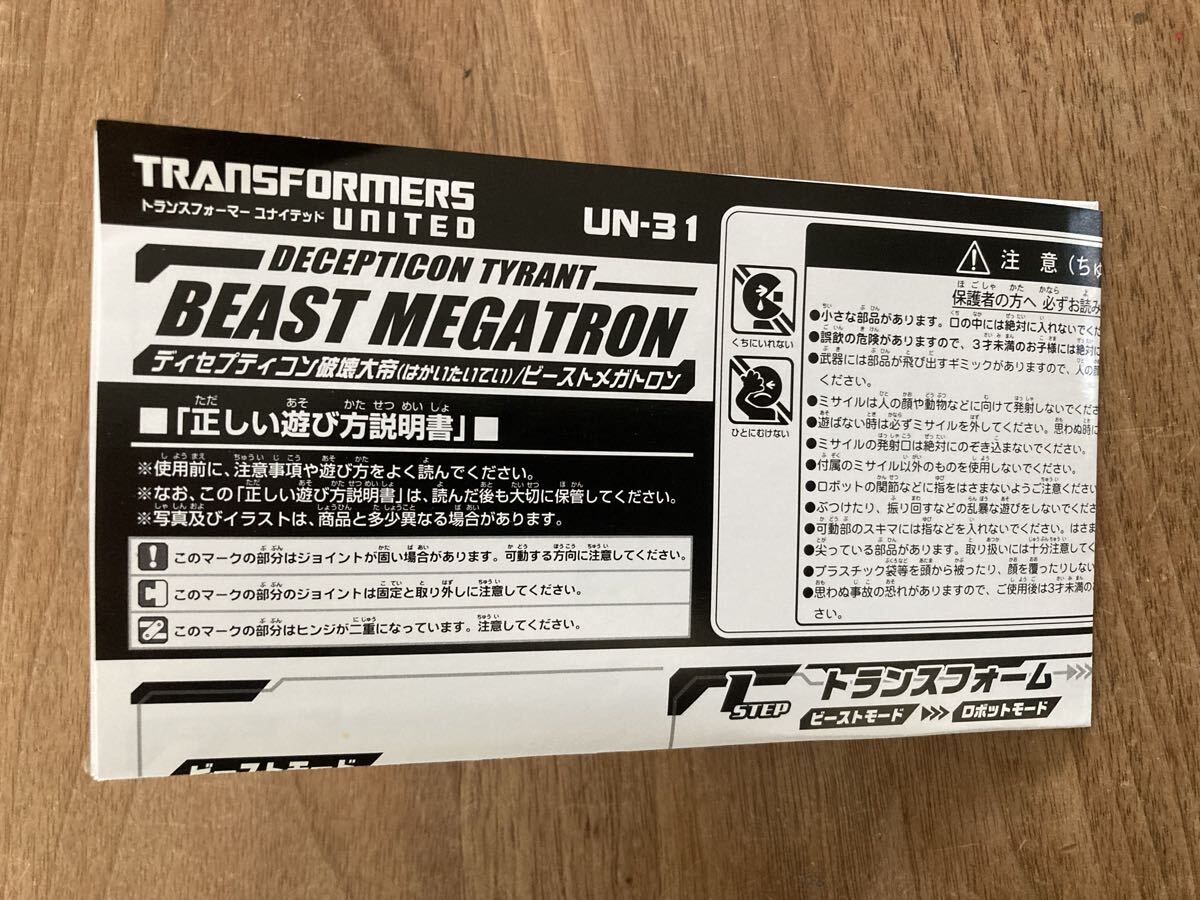 TRANSFORMERS
トランスフォーマー ユナイテッド UNITED
UN-31
DECEPTICON TYRANT
BEAST MEGATRON
ディセプティコン破壊大帝(はかいたいてい)/ビーストメガトロン
■「正しい遊び方説明書」■
※使用前に、注意事項や遊び方をよく読んでください。
※なお、この「正しい遊び方説明書」は、読んだ後も大切に保管してください。
※写真及びイラストは、商品と多少異なる場合があります。
このマークの部分はジョイントが固い場合があります。可動する方向に注意してください。
このマークの部分のジョイントは固定と取り外しに注意してください。
このマークの部分はヒンジが二重になっています。注意してください。
くちにいれない
ひとにむけない
注 意(ちゅ
保護者の方へ 必ずお読み
●小さな部品があります。口の中には絶対に入れないでくだ
●誤飲の危険がありますので、3才未満のお子様には絶対に
●武器には部品が飛び出すギミックがありますので、人の顔
ください。
●ミサイルは人の顔や動物などに向けて発射しないでくださ
●遊ばない時は必ずミサイルを外してください。思わぬ時に
●ミサイルの発射口は絶対にのぞき込まないでください。
●付属のミサイル以外のものを使用しないでください。
●ロボットの関節などに指をはさまないようご注意ください
●ぶつけたり、振り回すなどの乱暴な遊びをしないでくださ
●可動部のスキマには指などを入れないでください。はさま
●尖っている部品があります。取り扱いには十分注意してく
●プラスチック袋等を頭から被ったり、顔を覆ったりしない
●思わぬ事故の恐れがありますので、ご使用後は3才未満の
さい。
1 STEP
トランスフォーム
ビーストモード ロボットモード
ビーストモード